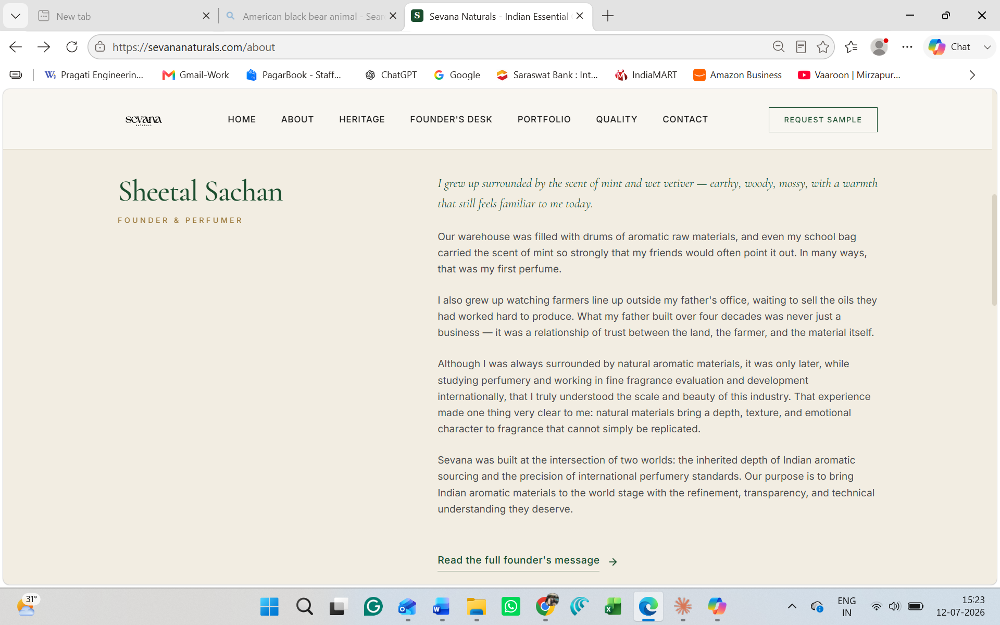 New tab
American black bear animal - Sear
Sevana Naturals - Indian Essential
https://sevananaturals.com/about
Chat
Pragati Engineerin...
Gmail-Work
PagarBook - Staff...
ChatGPT
Google
Saraswat Bank : Int...
IndiaMART
Amazon Business
Vaaroon | Mirzapur...
sevana
NATURALS
HOME
ABOUT
HERITAGE
FOUNDER'S DESK
PORTFOLIO
QUALITY
CONTACT
REQUEST SAMPLE
Sheetal Sachan
FOUNDER & PERFUMER
I grew up surrounded by the scent of mint and wet vetiver — earthy, woody, mossy, with a warmth
that still feels familiar to me today.
Our warehouse was filled with drums of aromatic raw materials, and even my school bag
carried the scent of mint so strongly that my friends would often point it out. In many ways,
that was my first perfume.
I also grew up watching farmers line up outside my father's office, waiting to sell the oils they
had worked hard to produce. What my father built over four decades was never just a
business — it was a relationship of trust between the land, the farmer, and the material itself.
Although I was always surrounded by natural aromatic materials, it was only later, while
studying perfumery and working in fine fragrance evaluation and development
internationally, that I truly understood the scale and beauty of this industry. That experience
made one thing very clear to me: natural materials bring a depth, texture, and emotional
character to fragrance that cannot simply be replicated.
Sevana was built at the intersection of two worlds: the inherited depth of Indian aromatic
sourcing and the precision of international perfumery standards. Our purpose is to bring
Indian aromatic materials to the world stage with the refinement, transparency, and technical
understanding they deserve.
Read the full founder's message →
31°
ENG
IN
15:23
12-07-2026